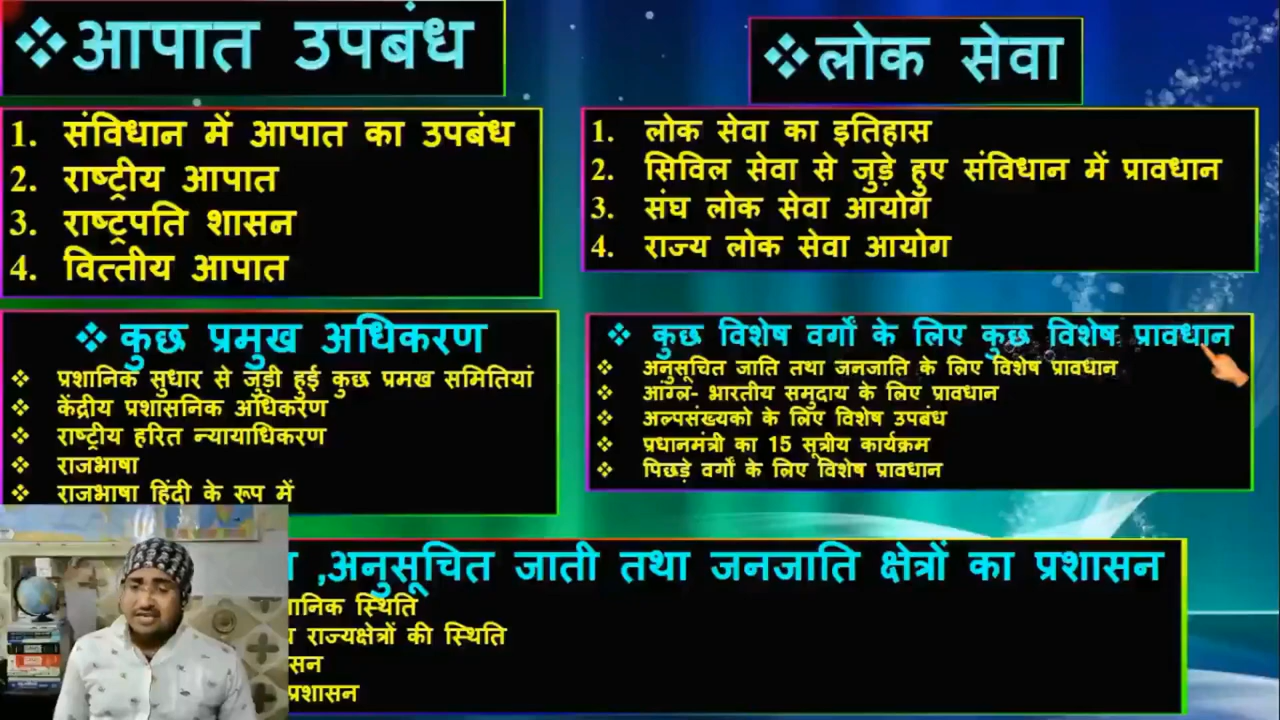 ❖आपात उपबंध
1. संविधान में आपात का उपबंध
2. राष्ट्रीय आपात
3. राष्ट्रपति शासन
4. वित्तीय आपात
❖लोक सेवा
1. लोक सेवा का इतिहास
2. सिविल सेवा से जुड़े हुए संविधान में प्रावधान
3. संघ लोक सेवा आयोग
4. राज्य लोक सेवा आयोग
❖ कुछ प्रमुख अधिकरण
❖ प्रशानिक सुधार से जुड़ी हुई कुछ प्रमख समितियां
❖ केंद्रीय प्रशासनिक अधिकरण
❖ राष्ट्रीय हरित न्यायाधिकरण
❖ राजभाषा
❖ राजभाषा हिंदी के रूप में
❖ कुछ विशेष वर्गों के लिए कुछ विशेष प्रावधान
❖ अनुसूचित जाति तथा जनजाति के लिए विशेष प्रावधान
❖ आंग्ल- भारतीय समुदाय के लिए प्रावधान
❖ अल्पसंख्यको के लिए विशेष उपबंध
❖ प्रधानमंत्री का 15 सूत्रीय कार्यक्रम
❖ पिछड़े वर्गों के लिए विशेष प्रावधान
,अनुसूचित जाती तथा जनजाति क्षेत्रों का प्रशासन
स्थिति
राज्यक्षेत्रों की स्थिति
प्रशासन